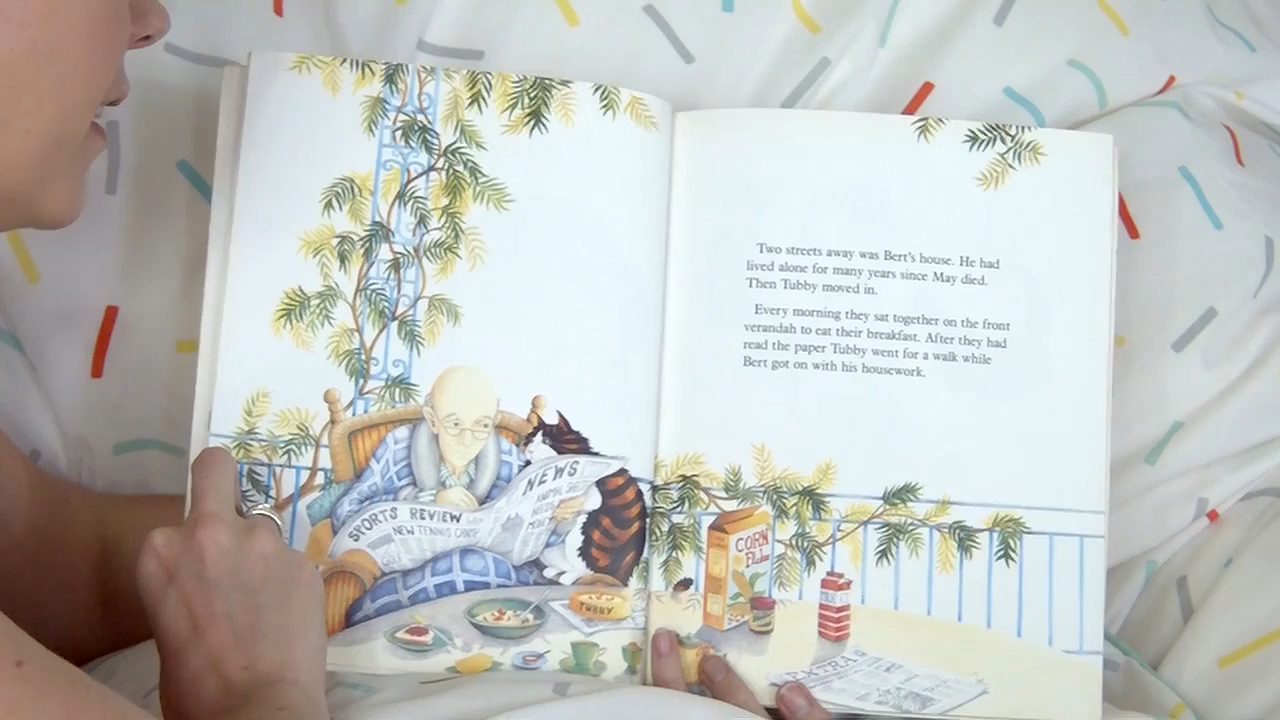 Two streets away was Bert's house. He had
lived alone for many years since May died.
Then Tubby moved in.
Every morning they sat together on the front
verandah to eat their breakfast. After they had
read the paper Tubby went for a walk while
Bert got on with his housework.
NEWS
SPORTS REVIEW
NEW TENNIS CHAMP
GULF
TUBBY
CORN
Flakes
MILK
EXTRA